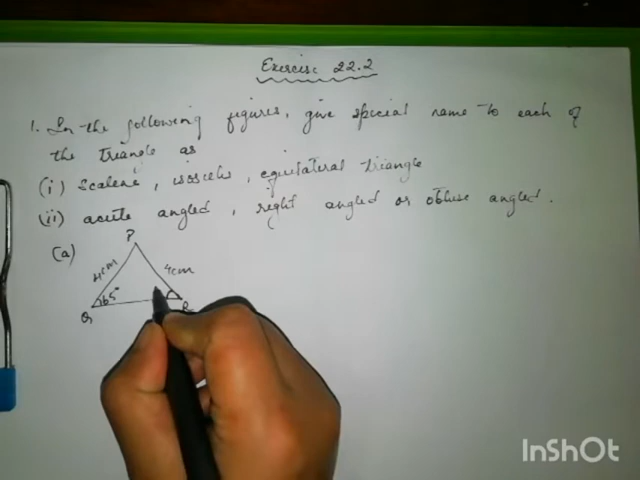 Exercise 22.2
1. In the following figures, give special name to each of
the triangle as
(i) Scalene, isosceles, equilateral triangle
(ii) acute angled, right angled or obtuse angled.
(a)
P
4cm 4cm
65°
Q R
InShOt